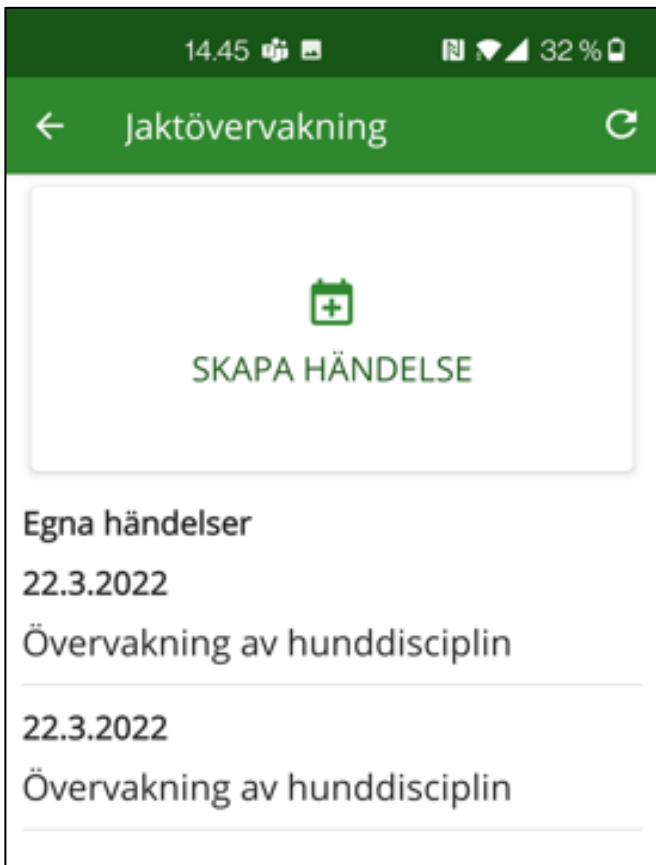 14.45 32 %
Jaktövervakning
SKAPA HÄNDELSE
Egna händelser
22.3.2022
Övervakning av hunddisciplin
22.3.2022
Övervakning av hunddisciplin